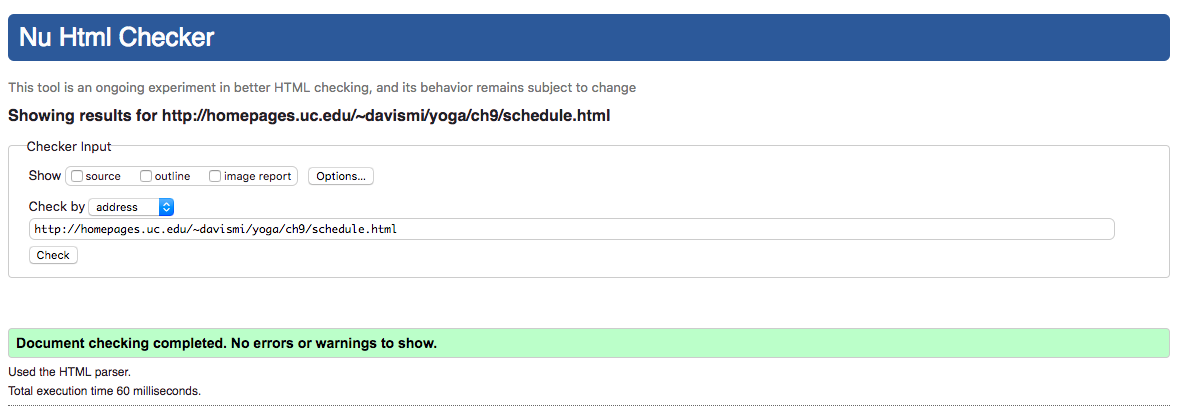 Nu Html Checker
This tool is an ongoing experiment in better HTML checking, and its behavior remains subject to change
Showing results for http://homepages.uc.edu/~davismi/yoga/ch9/schedule.html
Checker Input
Show source outline image report Options...
Check by address
http://homepages.uc.edu/~davismi/yoga/ch9/schedule.html
Check
Document checking completed. No errors or warnings to show.
Used the HTML parser.
Total execution time 60 milliseconds.